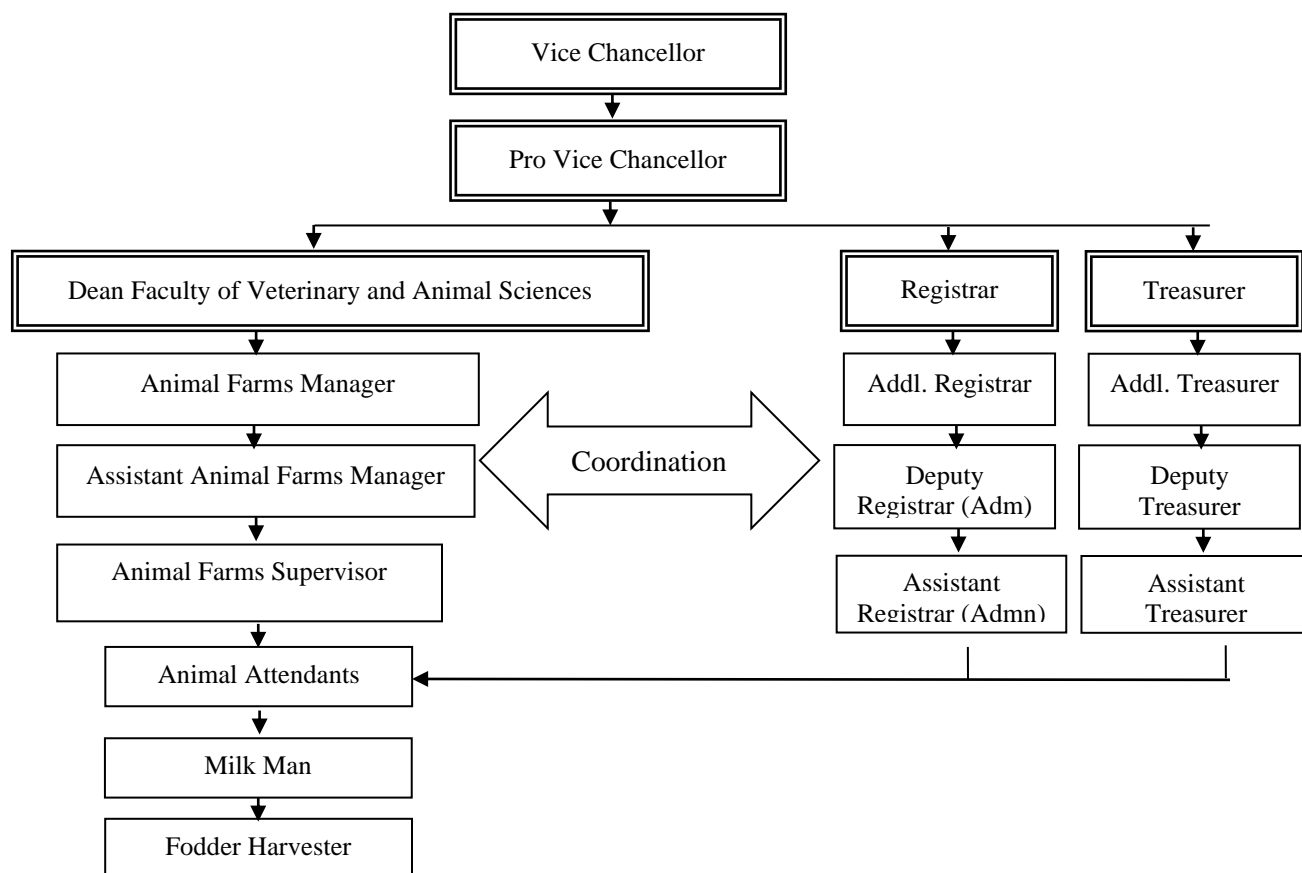 Vice Chancellor
Pro Vice Chancellor
Dean Faculty of Veterinary and Animal Sciences
Registrar
Treasurer
Animal Farms Manager
Addl. Registrar
Addl. Treasurer
Assistant Animal Farms Manager
Coordination
Deputy
Registrar (Adm)
Deputy
Treasurer
Animal Farms Supervisor
Assistant
Registrar (Admn)
Assistant
Treasurer
Animal Attendants
Milk Man
Fodder Harvester